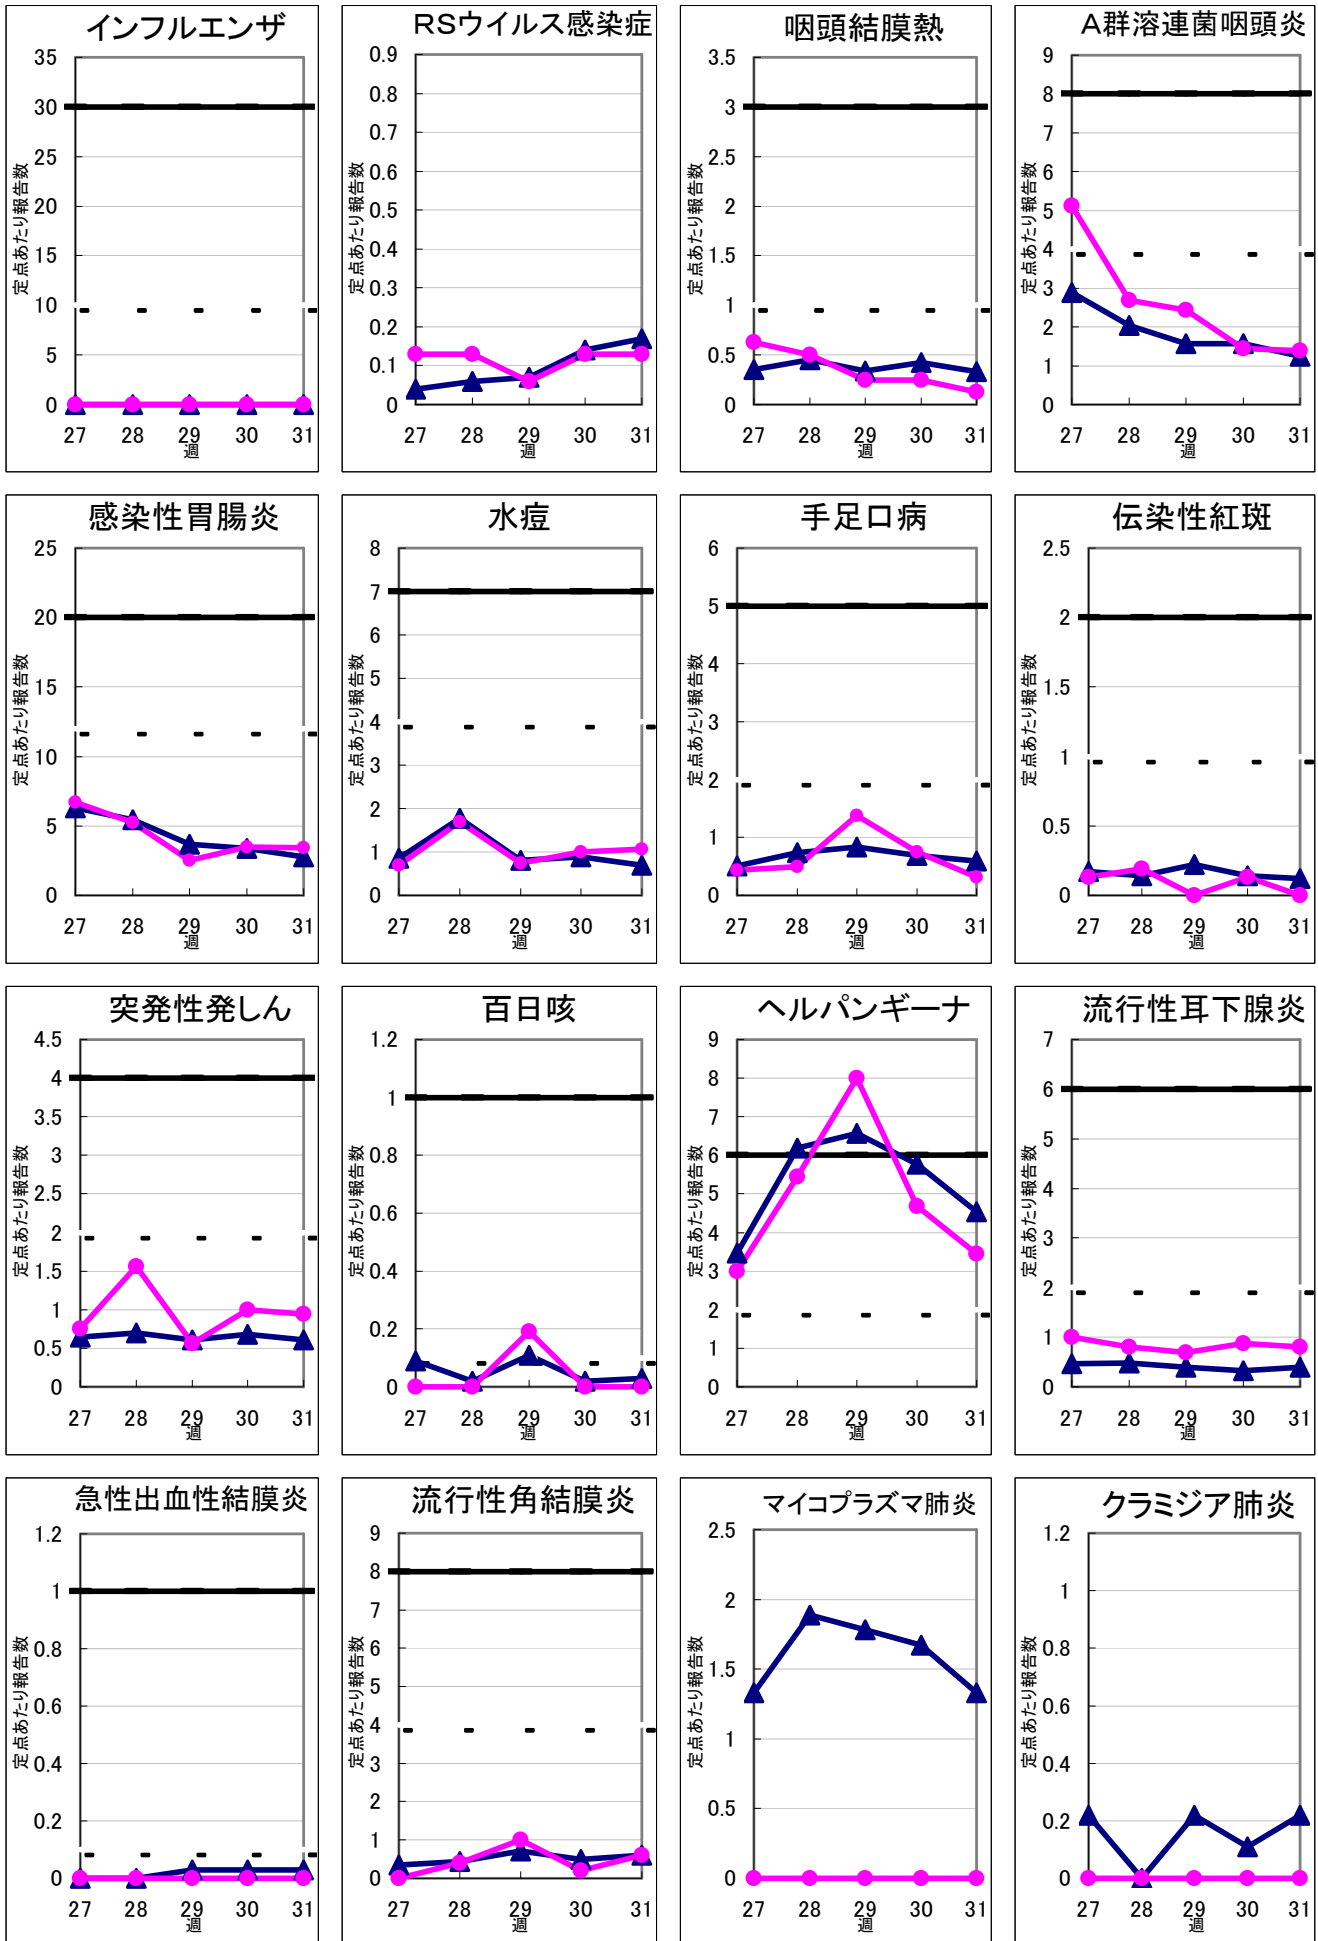 インフルエンザ
35
30
25
20
15
10
5
0
定点あたり報告数
27 28 29 30 31
週
RSウイルス感染症
0.9
0.8
0.7
0.6
0.5
0.4
0.3
0.2
0.1
0
定点あたり報告数
27 28 29 30 31
週
咽頭結膜熱
3.5
3
2.5
2
1.5
1
0.5
0
定点あたり報告数
27 28 29 30 31
週
A群溶連菌咽頭炎
9
8
7
6
5
4
3
2
1
0
定点あたり報告数
27 28 29 30 31
週
感染性胃腸炎
25
20
15
10
5
0
定点あたり報告数
27 28 29 30 31
週
水痘
8
7
6
5
4
3
2
1
0
定点あたり報告数
27 28 29 30 31
週
手足口病
6
5
4
3
2
1
0
定点あたり報告数
27 28 29 30 31
週
伝染性紅斑
2.5
2
1.5
1
0.5
0
定点あたり報告数
27 28 29 30 31
週
突発性発しん
4.5
4
3.5
3
2.5
2
1.5
1
0.5
0
定点あたり報告数
27 28 29 30 31
週
百日咳
1.2
1
0.8
0.6
0.4
0.2
0
定点あたり報告数
27 28 29 30 31
週
ヘルパンギーナ
9
8
7
6
5
4
3
2
1
0
定点あたり報告数
27 28 29 30 31
週
流行性耳下腺炎
7
6
5
4
3
2
1
0
定点あたり報告数
27 28 29 30 31
週
急性出血性結膜炎
1.2
1
0.8
0.6
0.4
0.2
0
定点あたり報告数
27 28 29 30 31
週
流行性角結膜炎
9
8
7
6
5
4
3
2
1
0
定点あたり報告数
27 28 29 30 31
週
マイコプラズマ肺炎
2.5
2
1.5
1
0.5
0
定点あたり報告数
27 28 29 30 31
週
クラミジア肺炎
1.2
1
0.8
0.6
0.4
0.2
0
定点あたり報告数
27 28 29 30 31
週